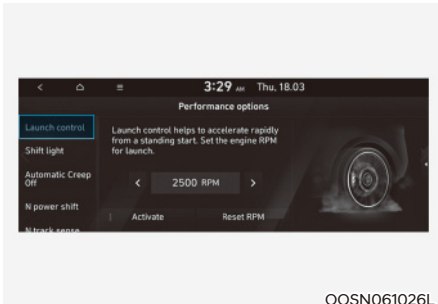 3:29 AM Thu, 18.03
Performance options
Launch control
Shift light
Automatic Creep
Off
N power shift
N track sense
Launch control helps to accelerate rapidly
from a standing start. Set the engine RPM
for launch.
< 2500 RPM >
Activate
Reset RPM
OOSN061026L